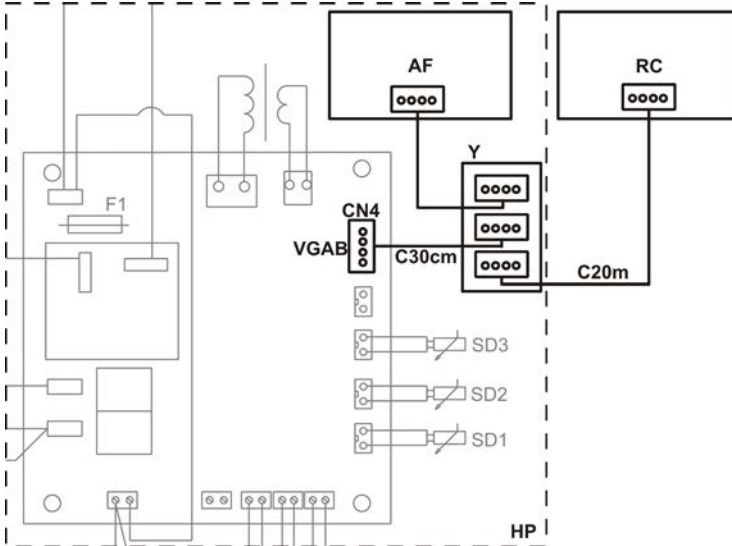 AF
RC
Y
F1
CN4
VGAB
C30cm
C20m
SD3
SD2
SD1
HP